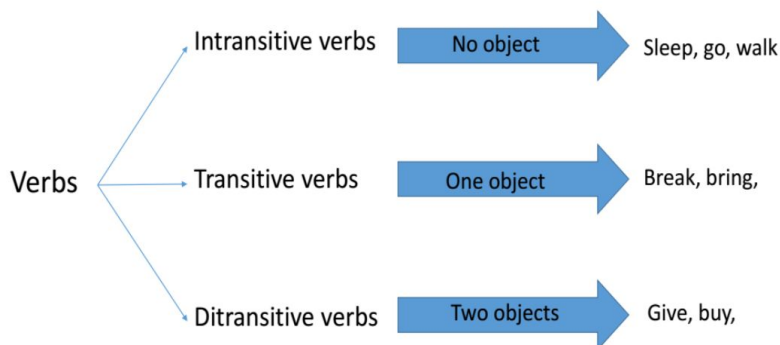 Intransitive verbs No object Sleep, go, walk
Verbs Transitive verbs One object Break, bring,
Ditransitive verbs Two objects Give, buy,